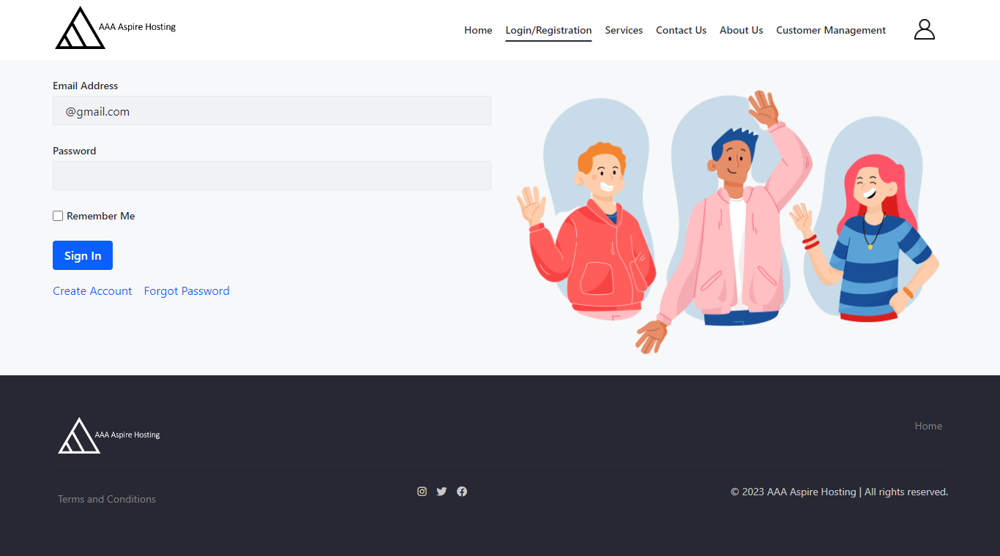 AAA Aspire Hosting
Home Login/Registration Services Contact Us About Us Customer Management
Email Address
@gmail.com
Password
Remember Me
Sign In
Create Account Forgot Password
AAA Aspire Hosting
Home
Terms and Conditions
© 2023 AAA Aspire Hosting | All rights reserved.